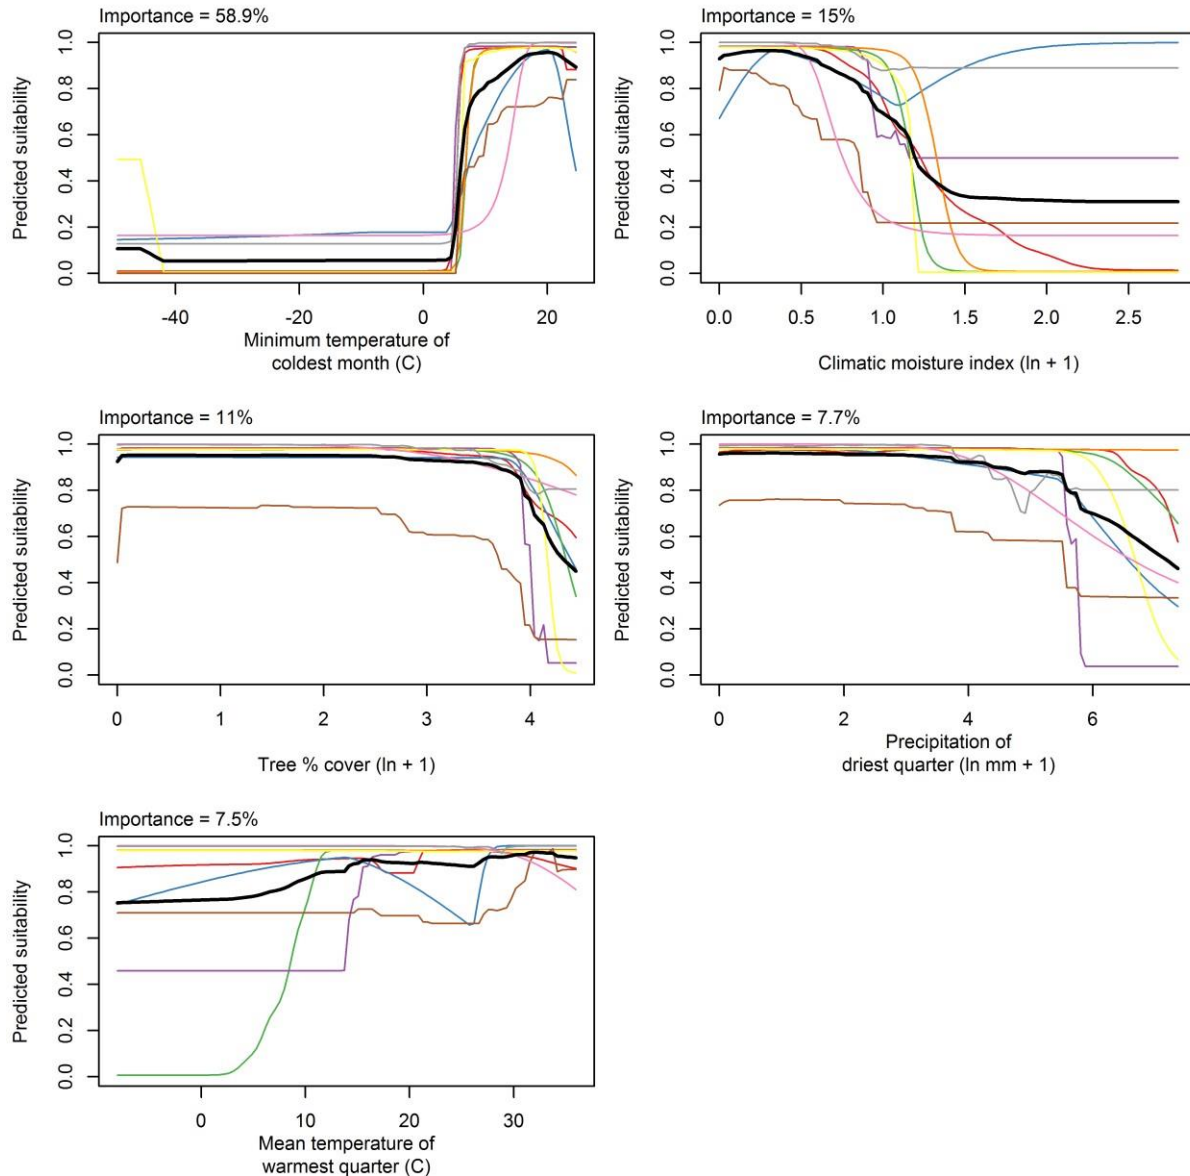 Importance = 58.9%
Predicted suitability
0.0 0.2 0.4 0.6 0.8 1.0
-40 -20 0 20
Minimum temperature of
coldest month (C)
Importance = 15%
Predicted suitability
0.0 0.2 0.4 0.6 0.8 1.0
0.0 0.5 1.0 1.5 2.0 2.5
Climatic moisture index (ln + 1)
Importance = 11%
Predicted suitability
0.0 0.2 0.4 0.6 0.8 1.0
0 1 2 3 4
Tree % cover (ln + 1)
Importance = 7.7%
Predicted suitability
0.0 0.2 0.4 0.6 0.8 1.0
0 2 4 6
Precipitation of
driest quarter (ln mm + 1)
Importance = 7.5%
Predicted suitability
0.0 0.2 0.4 0.6 0.8 1.0
0 10 20 30
Mean temperature of
warmest quarter (C)